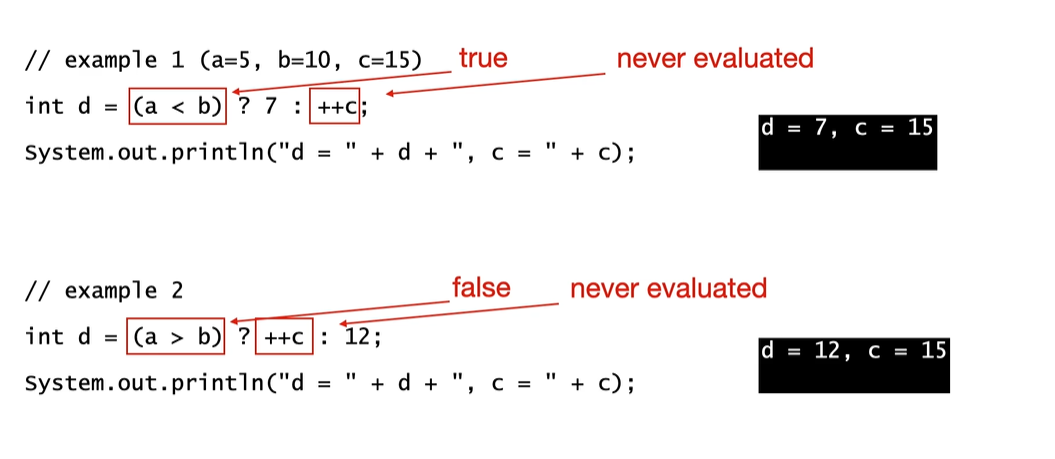 // example 1 (a=5, b=10, c=15) true never evaluated
int d = (a < b) ? 7 : ++c;
d = 7, c = 15
System.out.println("d = " + d + ", c = " + c);
// example 2 false never evaluated
int d = (a > b) ? ++c : 12;
d = 12, c = 15
System.out.println("d = " + d + ", c = " + c);